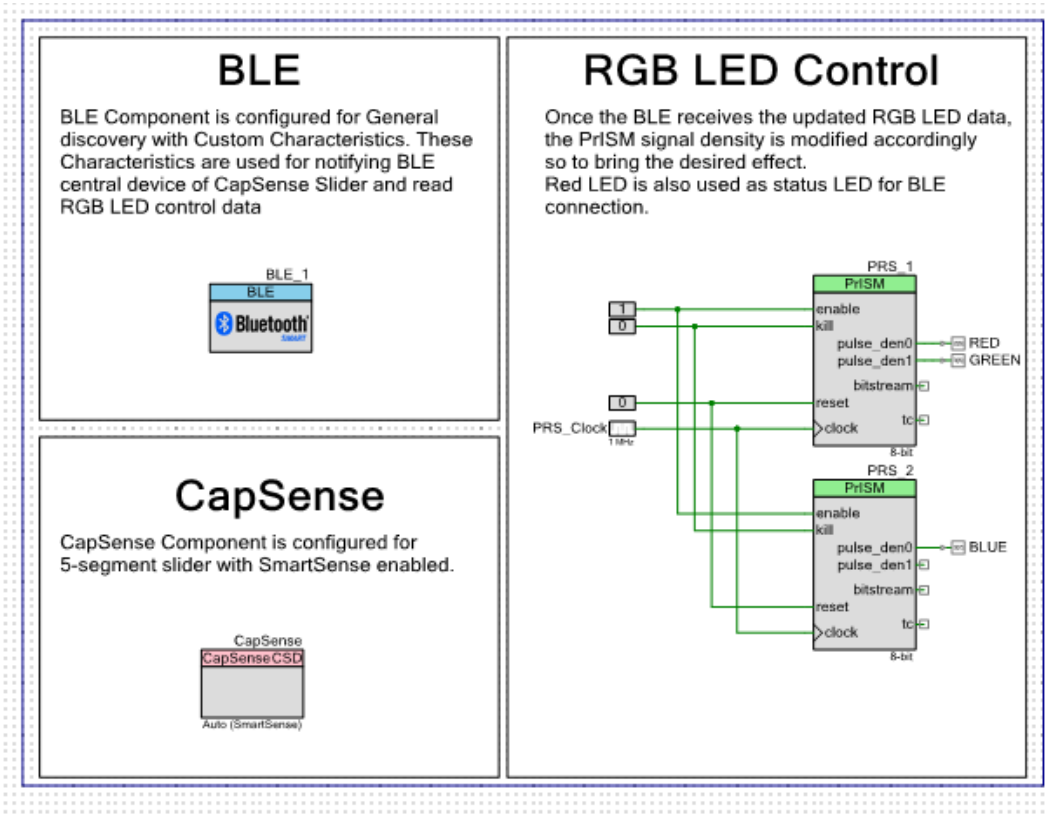 BLE
BLE Component is configured for General
discovery with Custom Characteristics. These
Characteristics are used for notifying BLE
central device of CapSense Slider and read
RGB LED control data
BLE_1
BLE
Bluetooth
SMART
CapSense
CapSense Component is configured for
5-segment slider with SmartSense enabled.
CapSense
CapSenseCSD
Auto (SmartSense)
RGB LED Control
Once the BLE receives the updated RGB LED data,
the PrISM signal density is modified accordingly
so to bring the desired effect.
Red LED is also used as status LED for BLE
connection.
PRS_1
PrISM
1
enable
0
kill
pulse_den0
RED
pulse_den1
GREEN
bitstream
0
reset
tc
PRS_Clock
clock
1 MHz
8-bit
PRS_2
PrISM
enable
kill
pulse_den0
BLUE
pulse_den1
bitstream
reset
tc
clock
8-bit